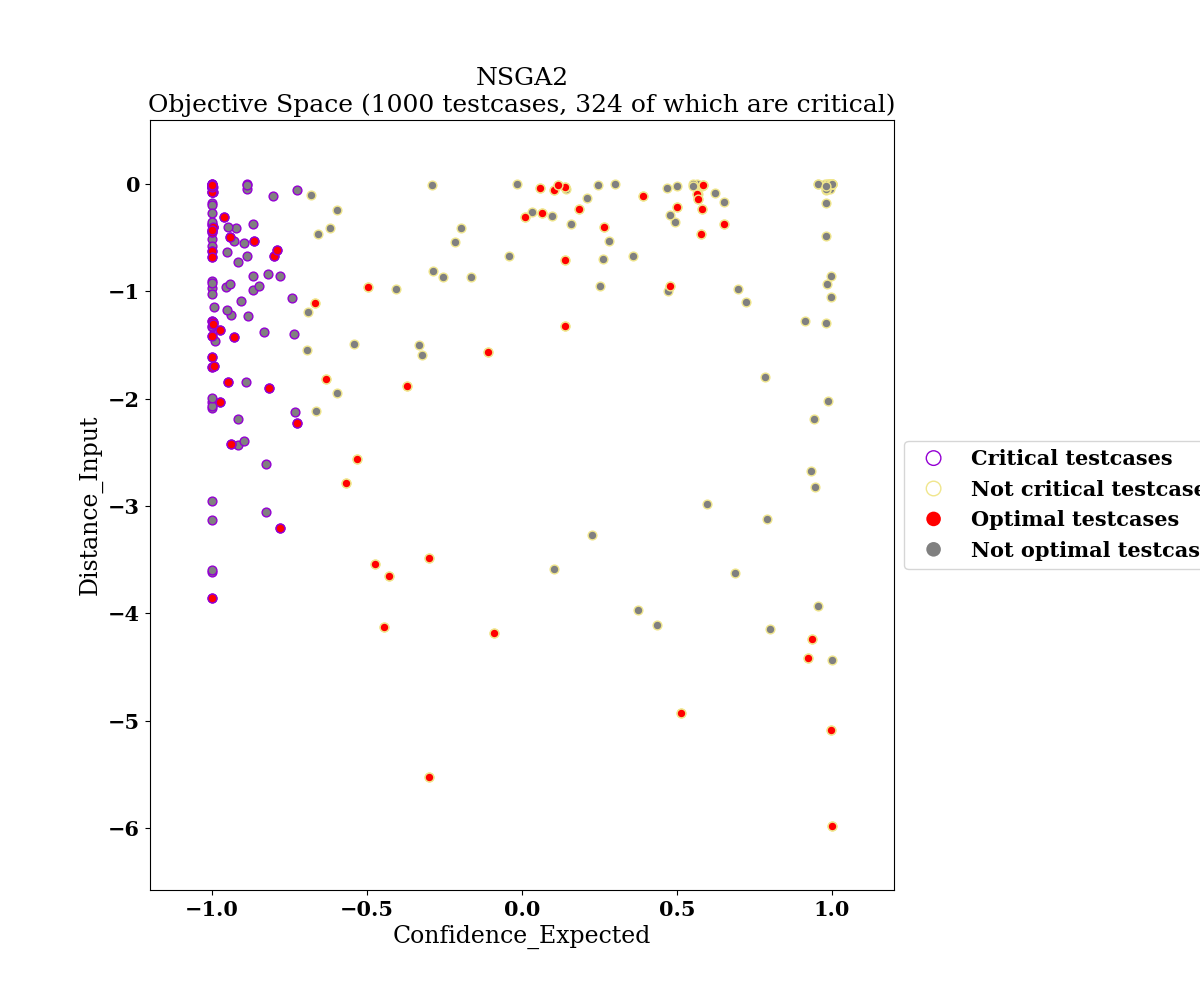 NSGA2
Objective Space (1000 testcases, 324 of which are critical)
0
−1
−2
−3
−4
−5
−6
Distance_Input
−1.0
−0.5
0.0
0.5
1.0
Confidence_Expected
Critical testcases
Not critical testcase
Optimal testcases
Not optimal testcas